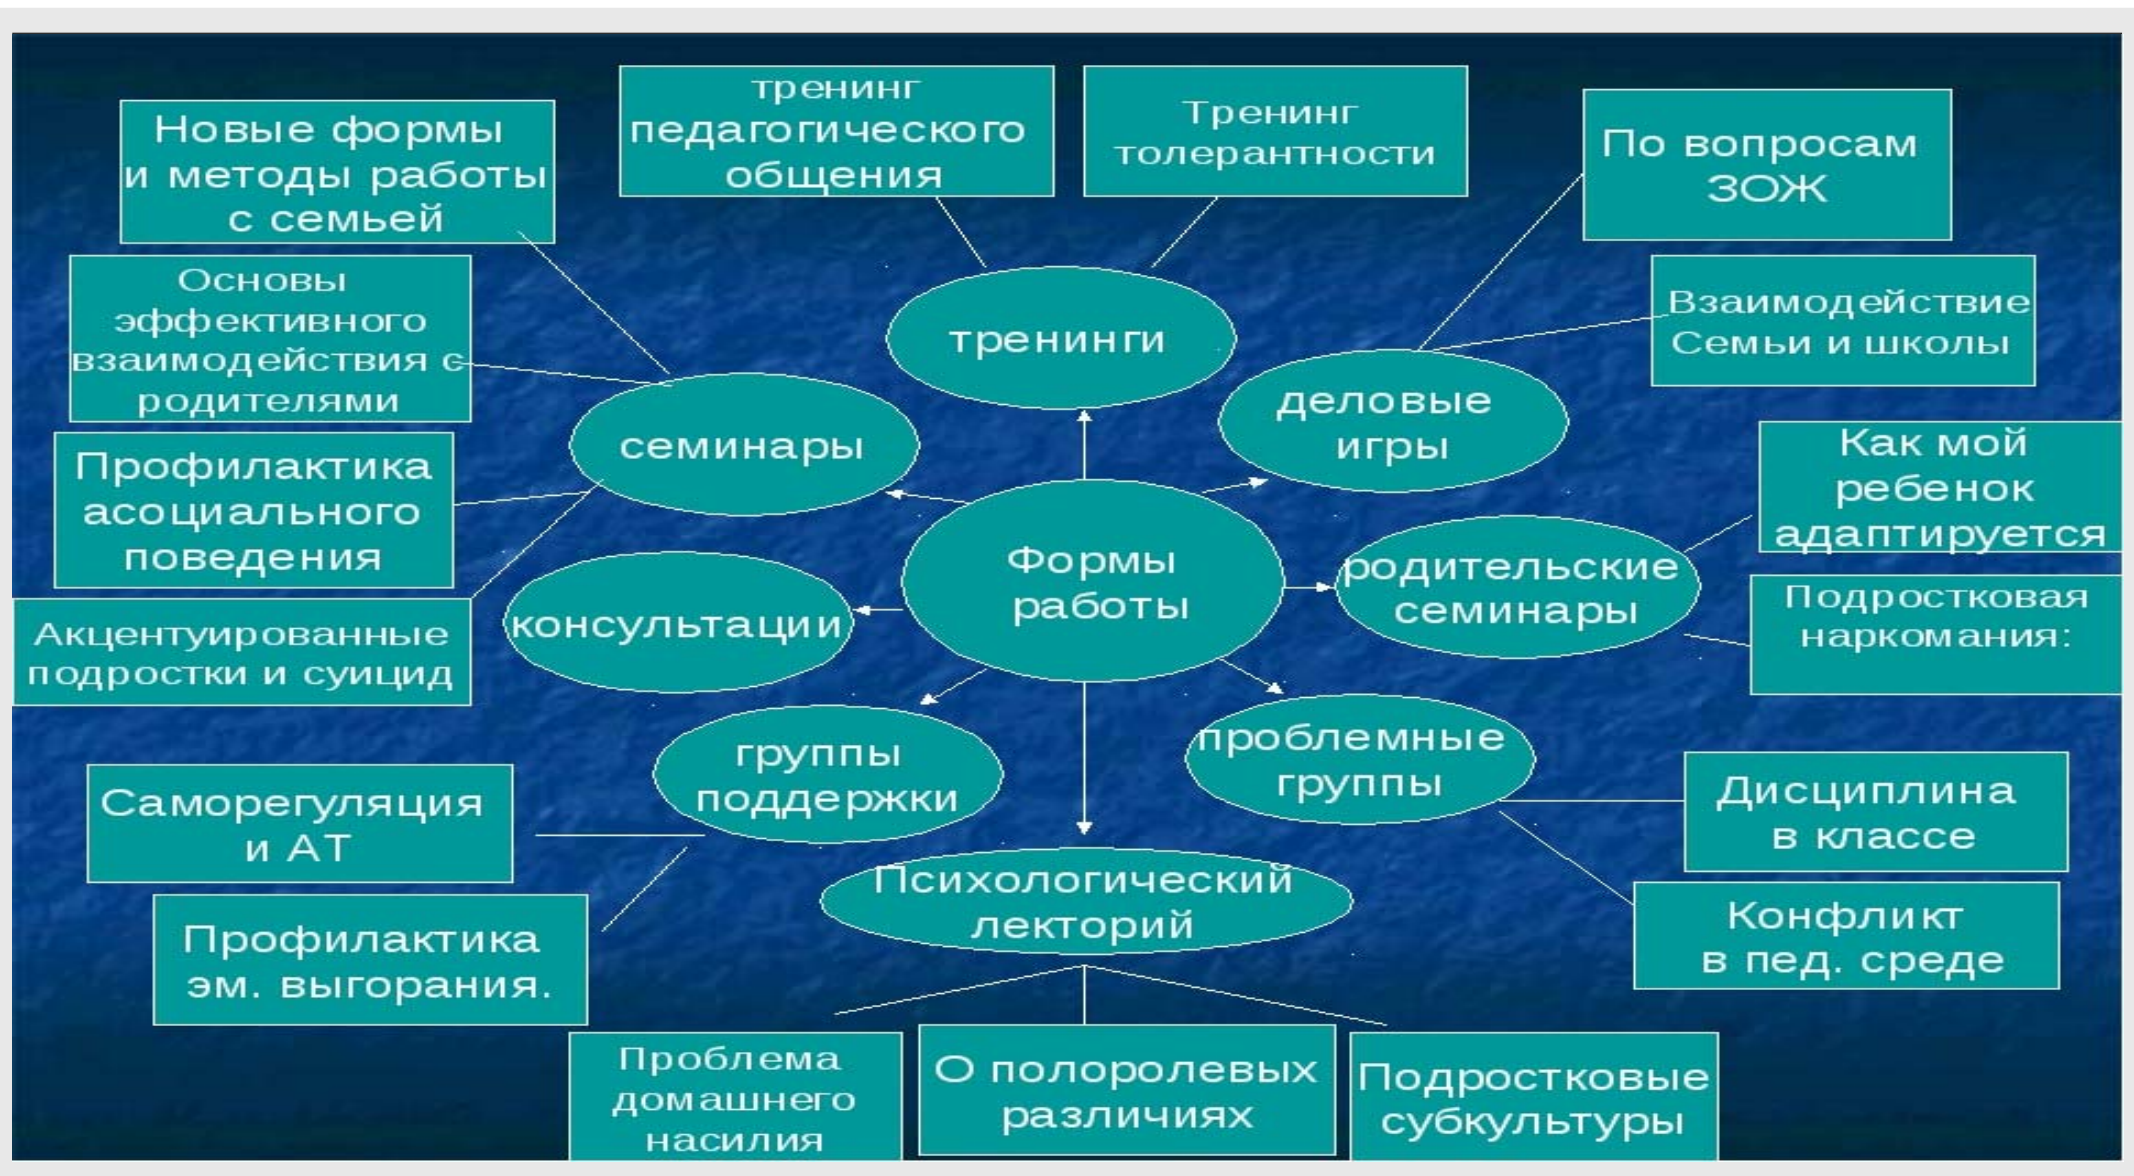 тренинг
педагогического
общения
Тренинг
толерантности
Новые формы
и методы работы
с семьей
По вопросам
ЗОЖ
Основы
эффективного
взаимодействия с
родителями
Взаимодействие
Семьи и школы
тренинги
деловые
игры
семинары
Профилактика
асоциального
поведения
Как мой
ребенок
адаптируется
Формы
работы
родительские
семинары
консультации
Подростковая
наркомания:
Акцентуированные
подростки и суицид
группы
поддержки
проблемные
группы
Саморегуляция
и АТ
Дисциплина
в классе
Психологический
лекторий
Профилактика
эм. выгорания.
Конфликт
в пед. среде
Проблема
домашнего
насилия
О полоролевых
различиях
Подростковые
субкультуры